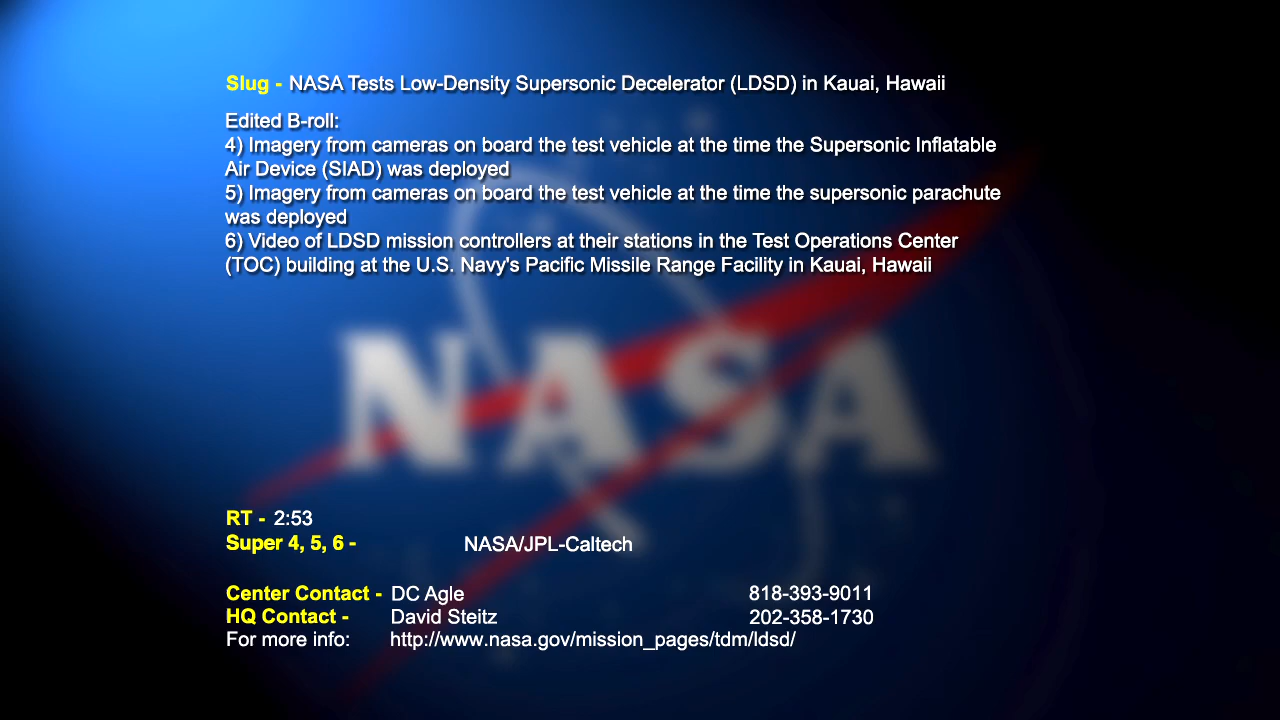 Slug - NASA Tests Low-Density Supersonic Decelerator (LDSD) in Kauai, Hawaii
Edited B-roll:
4) Imagery from cameras on board the test vehicle at the time the Supersonic Inflatable
Air Device (SIAD) was deployed
5) Imagery from cameras on board the test vehicle at the time the supersonic parachute
was deployed
6) Video of LDSD mission controllers at their stations in the Test Operations Center
(TOC) building at the U.S. Navy's Pacific Missile Range Facility in Kauai, Hawaii
NASA
RT - 2:53
Super 4, 5, 6 - NASA/JPL-Caltech
Center Contact - DC Agle 818-393-9011
HQ Contact - David Steitz 202-358-1730
For more info: http://www.nasa.gov/mission_pages/tdm/ldsd/